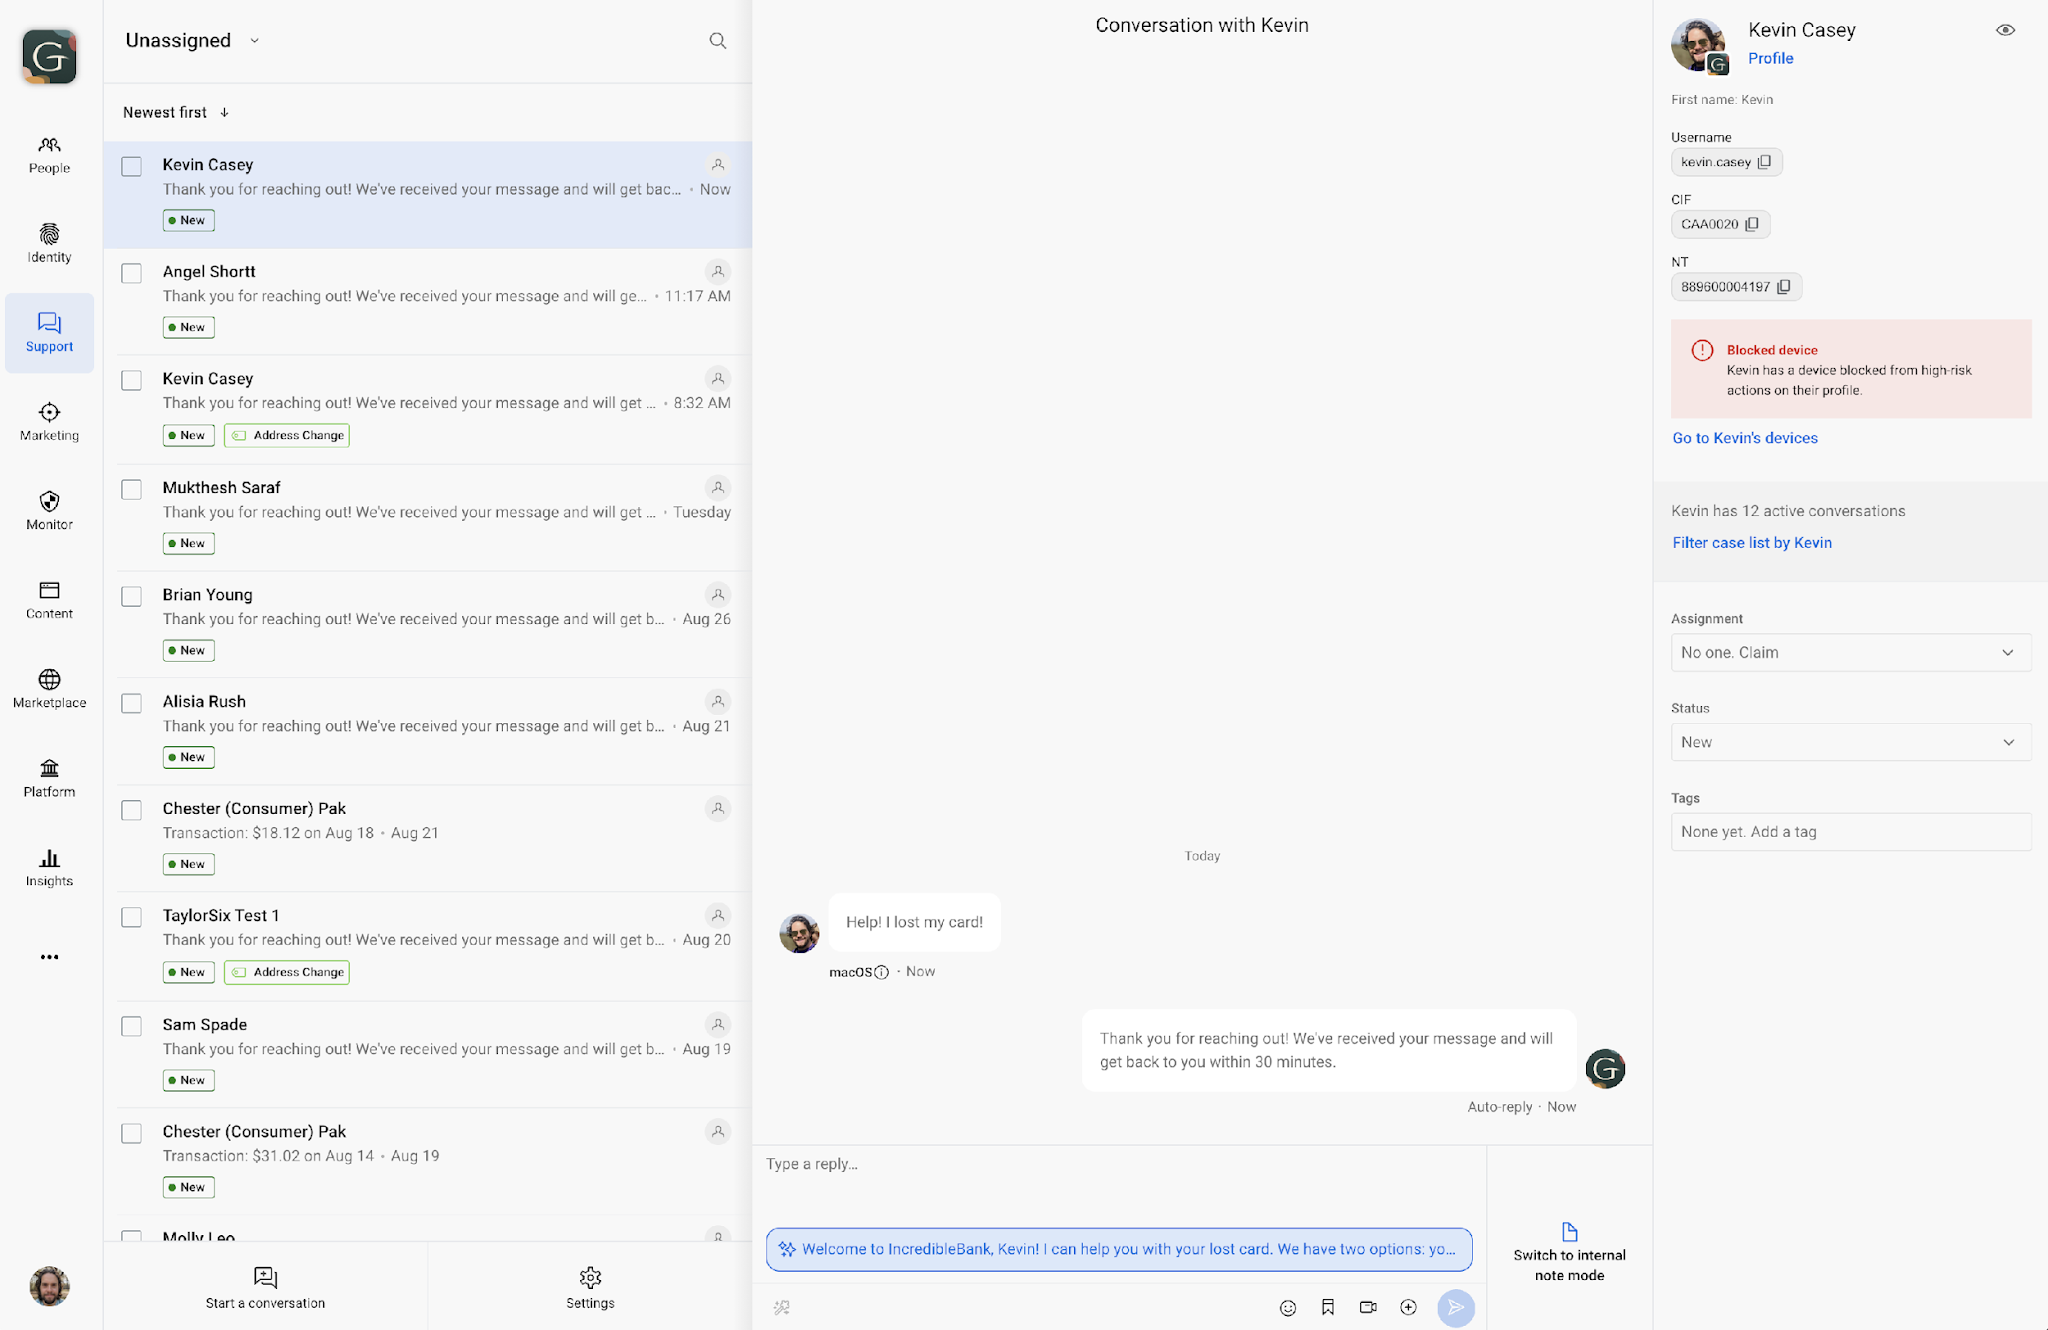 G
People
Identity
Support
Marketing
Monitor
Content
Marketplace
Platform
Insights
Unassigned
Newest first
Kevin Casey
Thank you for reaching out! We've received your message and will get bac... • Now
New
Angel Shortt
Thank you for reaching out! We've received your message and will ge... • 11:17 AM
New
Kevin Casey
Thank you for reaching out! We've received your message and will get ... • 8:32 AM
New Address Change
Mukthesh Saraf
Thank you for reaching out! We've received your message and will get ... • Tuesday
New
Brian Young
Thank you for reaching out! We've received your message and will get b... • Aug 26
New
Alisia Rush
Thank you for reaching out! We've received your message and will get b... • Aug 21
New
Chester (Consumer) Pak
Transaction: $18.12 on Aug 18 • Aug 21
New
TaylorSix Test 1
Thank you for reaching out! We've received your message and will get b... • Aug 20
New Address Change
Sam Spade
Thank you for reaching out! We've received your message and will get b... • Aug 19
New
Chester (Consumer) Pak
Transaction: $31.02 on Aug 14 • Aug 19
New
Molly Leo
Start a conversation
Settings
Conversation with Kevin
Today
Help! I lost my card!
macOS · Now
Thank you for reaching out! We've received your message and will
get back to you within 30 minutes.
G
Auto-reply · Now
Type a reply...
Welcome to IncredibleBank, Kevin! I can help you with your lost card. We have two options: yo...
Switch to internal
note mode
Kevin Casey
G
Profile
First name: Kevin
Username
kevin.casey
CIF
CAA0020
NT
889600004197
Blocked device
Kevin has a device blocked from high-risk
actions on their profile.
Go to Kevin's devices
Kevin has 12 active conversations
Filter case list by Kevin
Assignment
No one. Claim
Status
New
Tags
None yet. Add a tag